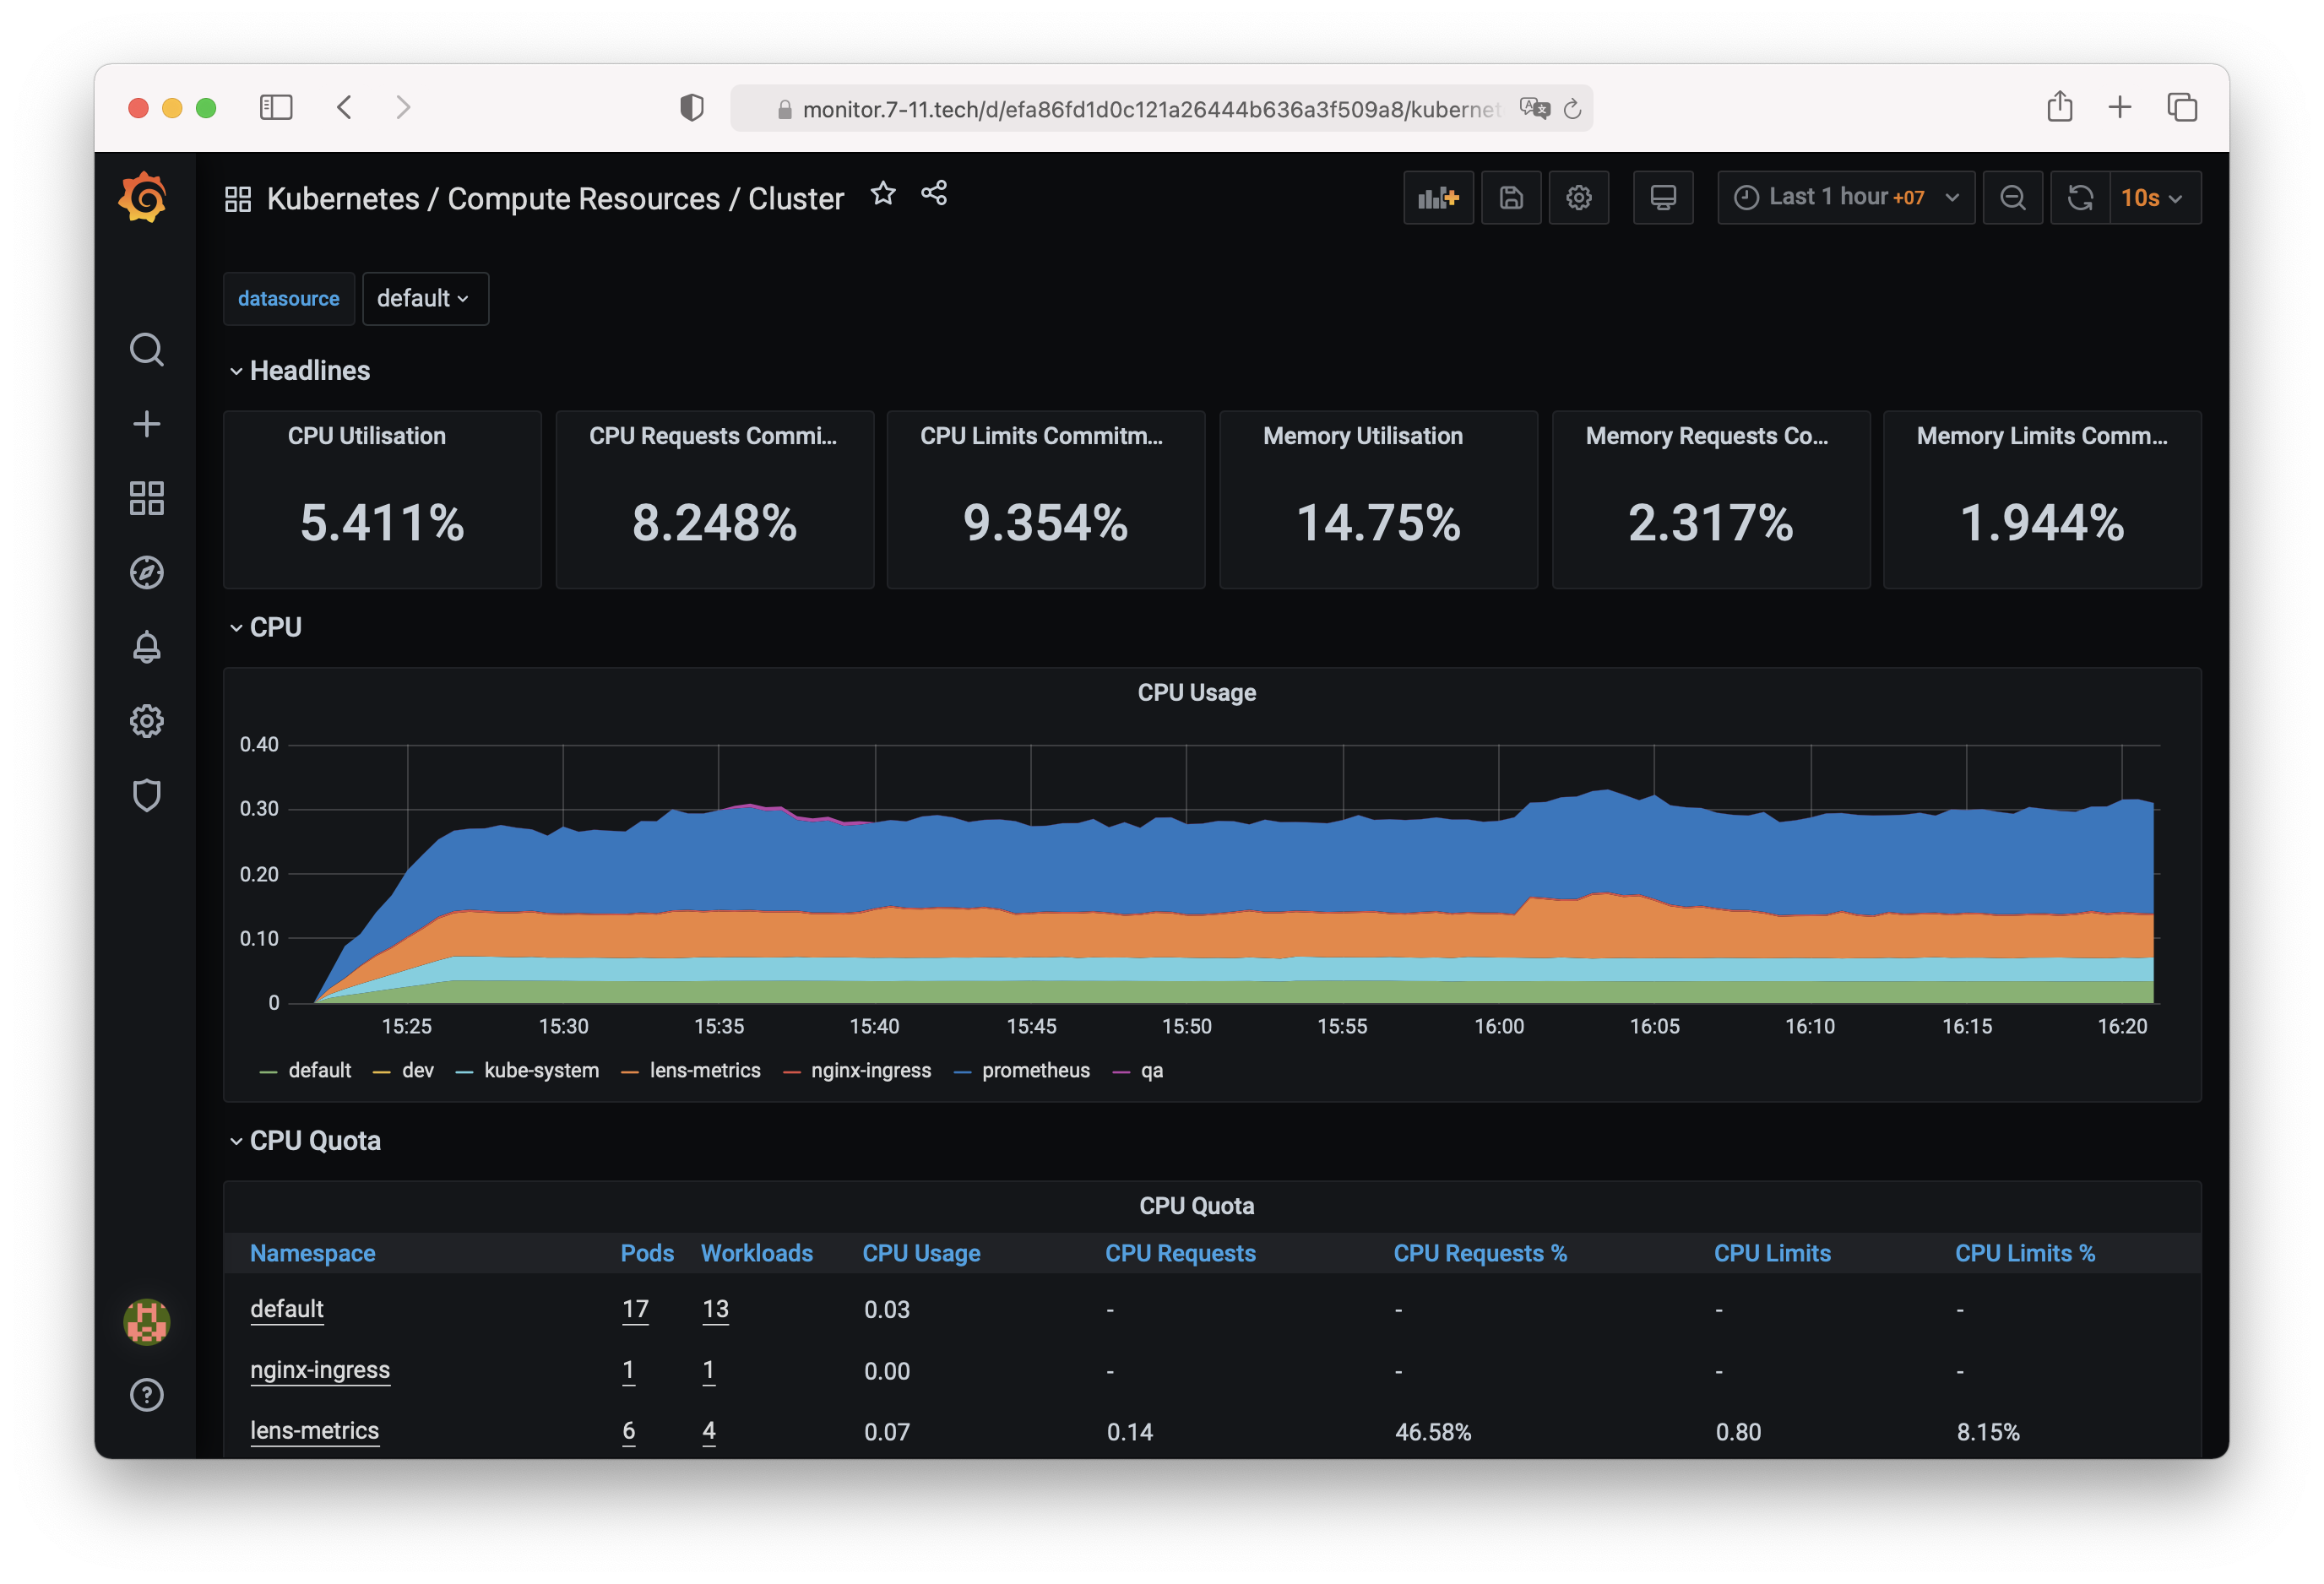 monitor.7-11.tech/d/efa86fd1d0c121a26444b636a3f509a8/kubernet
Kubernetes / Compute Resources / Cluster
Last 1 hour +07
10s
datasource
default
Headlines
CPU Utilisation
CPU Requests Commi...
CPU Limits Commitm...
Memory Utilisation
Memory Requests Co...
Memory Limits Comm...
5.411%
8.248%
9.354%
14.75%
2.317%
1.944%
CPU
CPU Usage
0.40
0.30
0.20
0.10
0
15:25 15:30 15:35 15:40 15:45 15:50 15:55 16:00 16:05 16:10 16:15 16:20
default dev kube-system lens-metrics nginx-ingress prometheus qa
CPU Quota
CPU Quota
Namespace Pods Workloads CPU Usage CPU Requests CPU Requests % CPU Limits CPU Limits %
default 17 13 0.03 - - - -
nginx-ingress 1 1 0.00 - - - -
lens-metrics 6 4 0.07 0.14 46.58% 0.80 8.15%